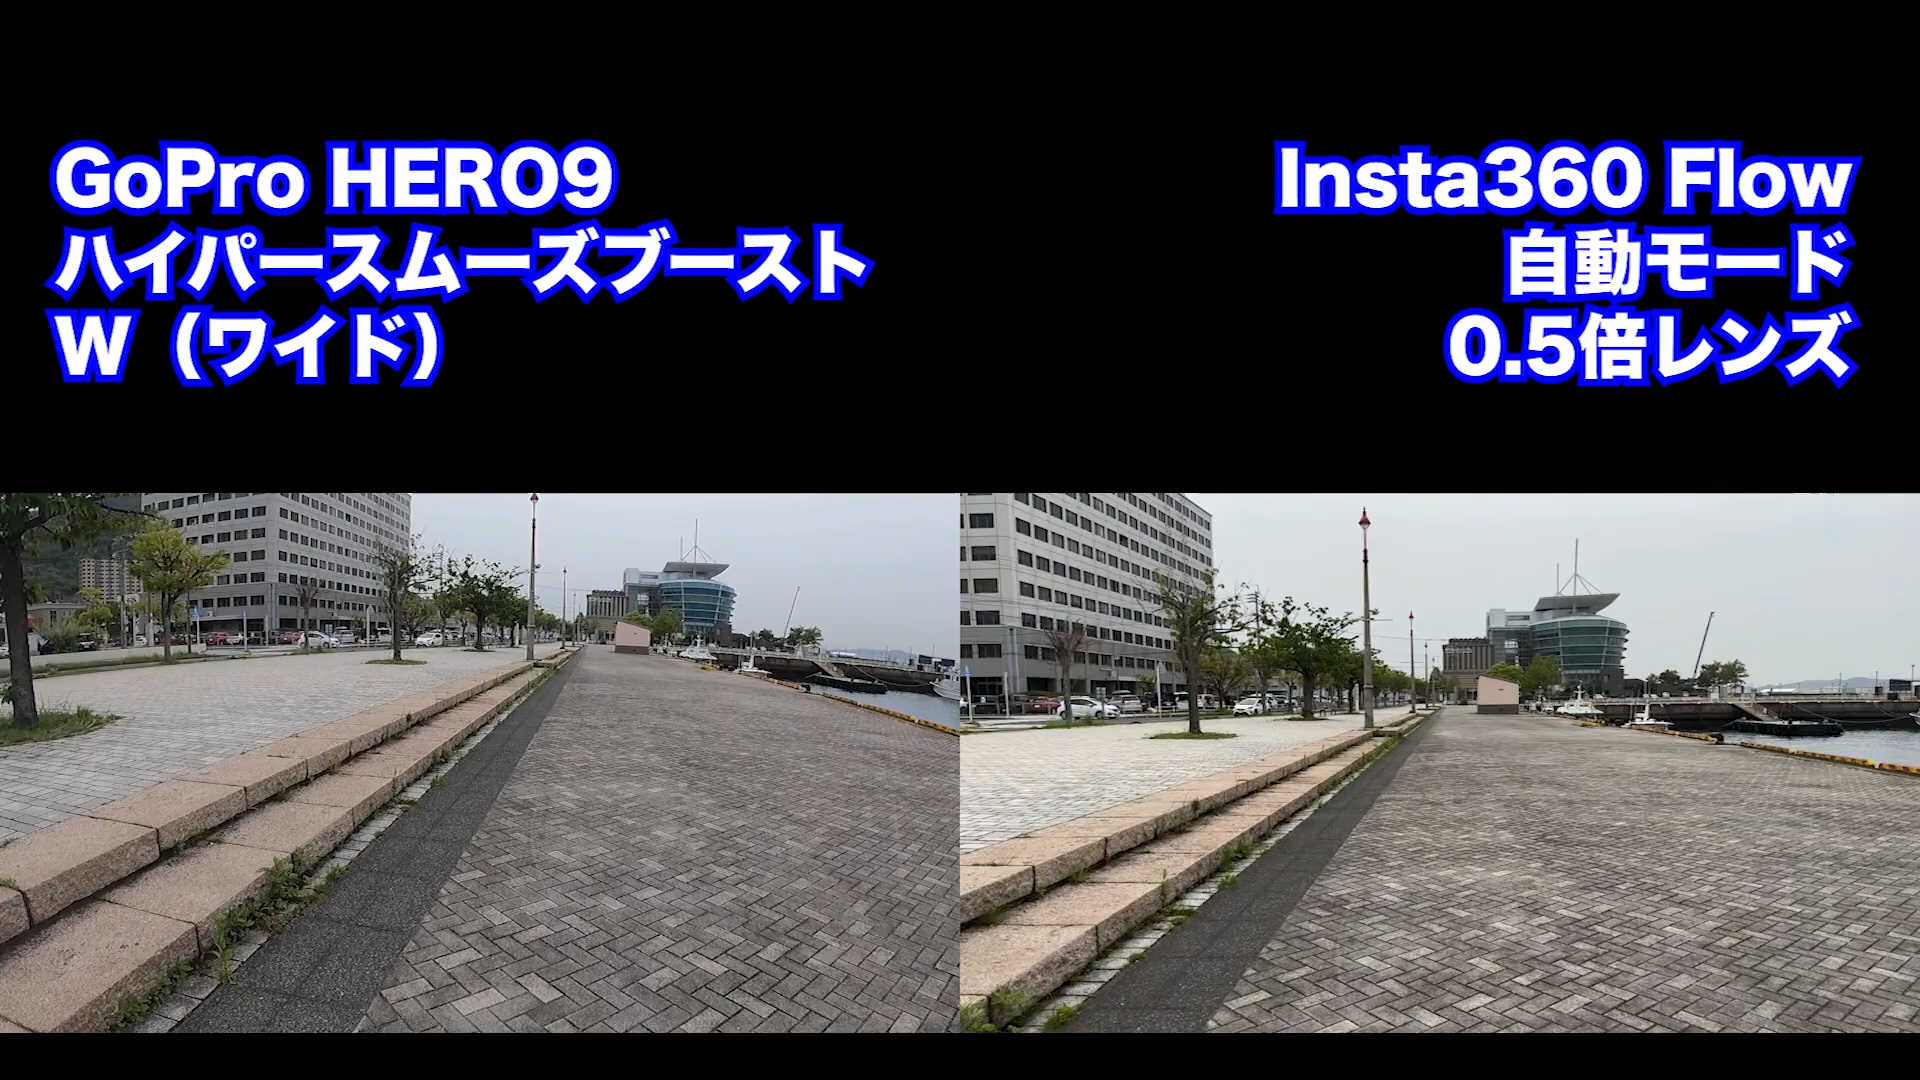 GoPro HERO9
ハイパースムーズブースト
W（ワイド）
Insta360 Flow
自動モード
0.5倍レンズ